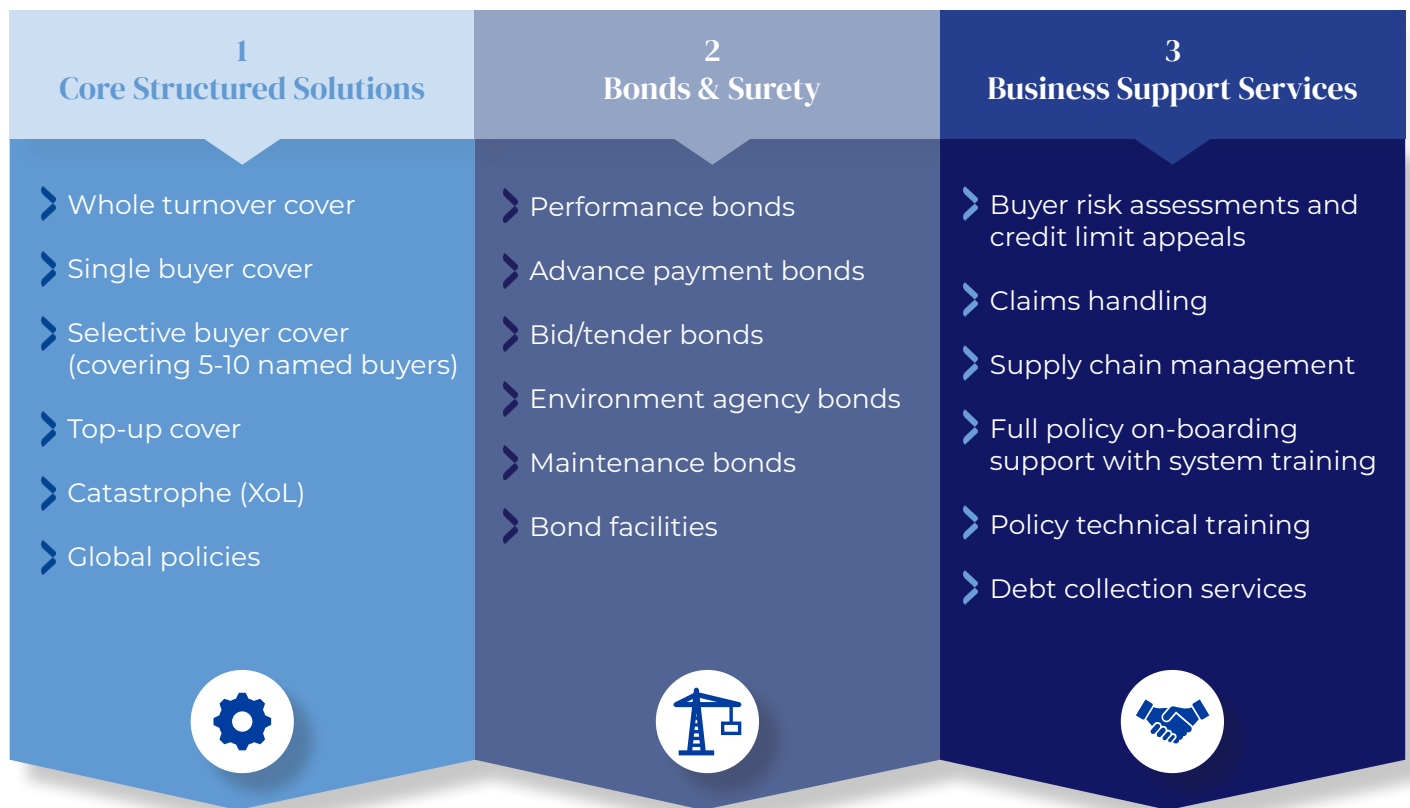 1
Core Structured Solutions
Whole turnover cover
Single buyer cover
Selective buyer cover
(covering 5-10 named buyers)
Top-up cover
Catastrophe (XoL)
Global policies
2
Bonds & Surety
Performance bonds
Advance payment bonds
Bid/tender bonds
Environment agency bonds
Maintenance bonds
Bond facilities
3
Business Support Services
Buyer risk assessments and
credit limit appeals
Claims handling
Supply chain management
Full policy on-boarding
support with system training
Policy technical training
Debt collection services